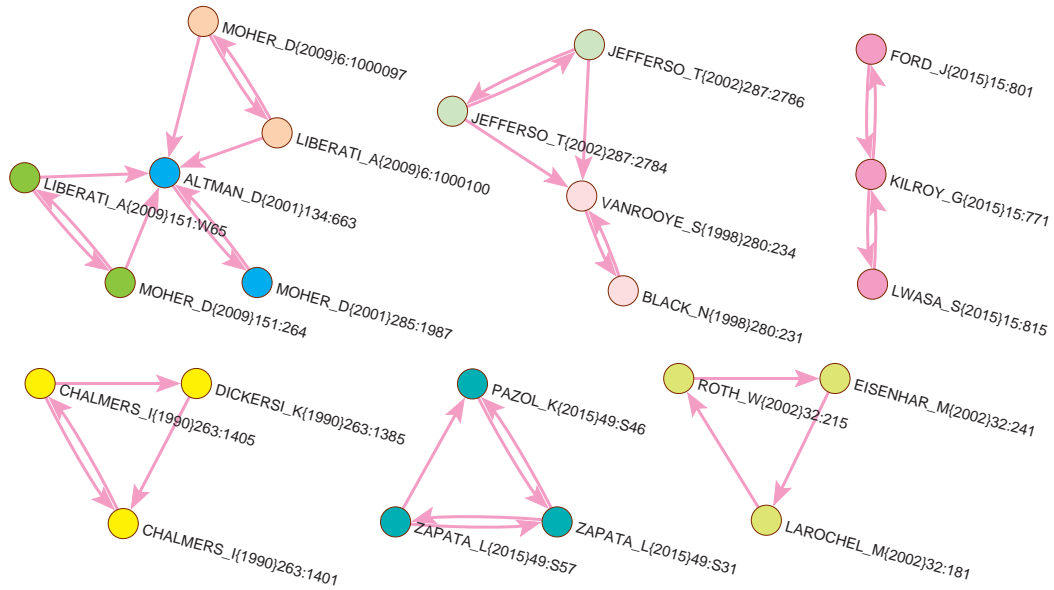 MOHER_D{2009}6:1000097
JEFFERSO_T{2002}287:2786
FORD_J{2015}15:801
JEFFERSO_T{2002}287:2784
LIBERATI_A{2009}6:1000100
ALTMAN_D{2001}134:663
LIBERATI_A{2009}151:W65
KILROY_G{2015}15:771
VANROOYE_S{1998}280:234
MOHER_D{2009}151:264
MOHER_D{2001}285:1987
BLACK_N{1998}280:231
LWASA_S{2015}15:815
CHALMERS_I{1990}263:1405
DICKERSI_K{1990}263:1385
PAZOL_K{2015}49:S46
ROTH_W{2002}32:215
EISENHAR_M{2002}32:241
CHALMERS_I{1990}263:1401
ZAPATA_L{2015}49:S57
ZAPATA_L{2015}49:S31
LAROCHEL_M{2002}32:181